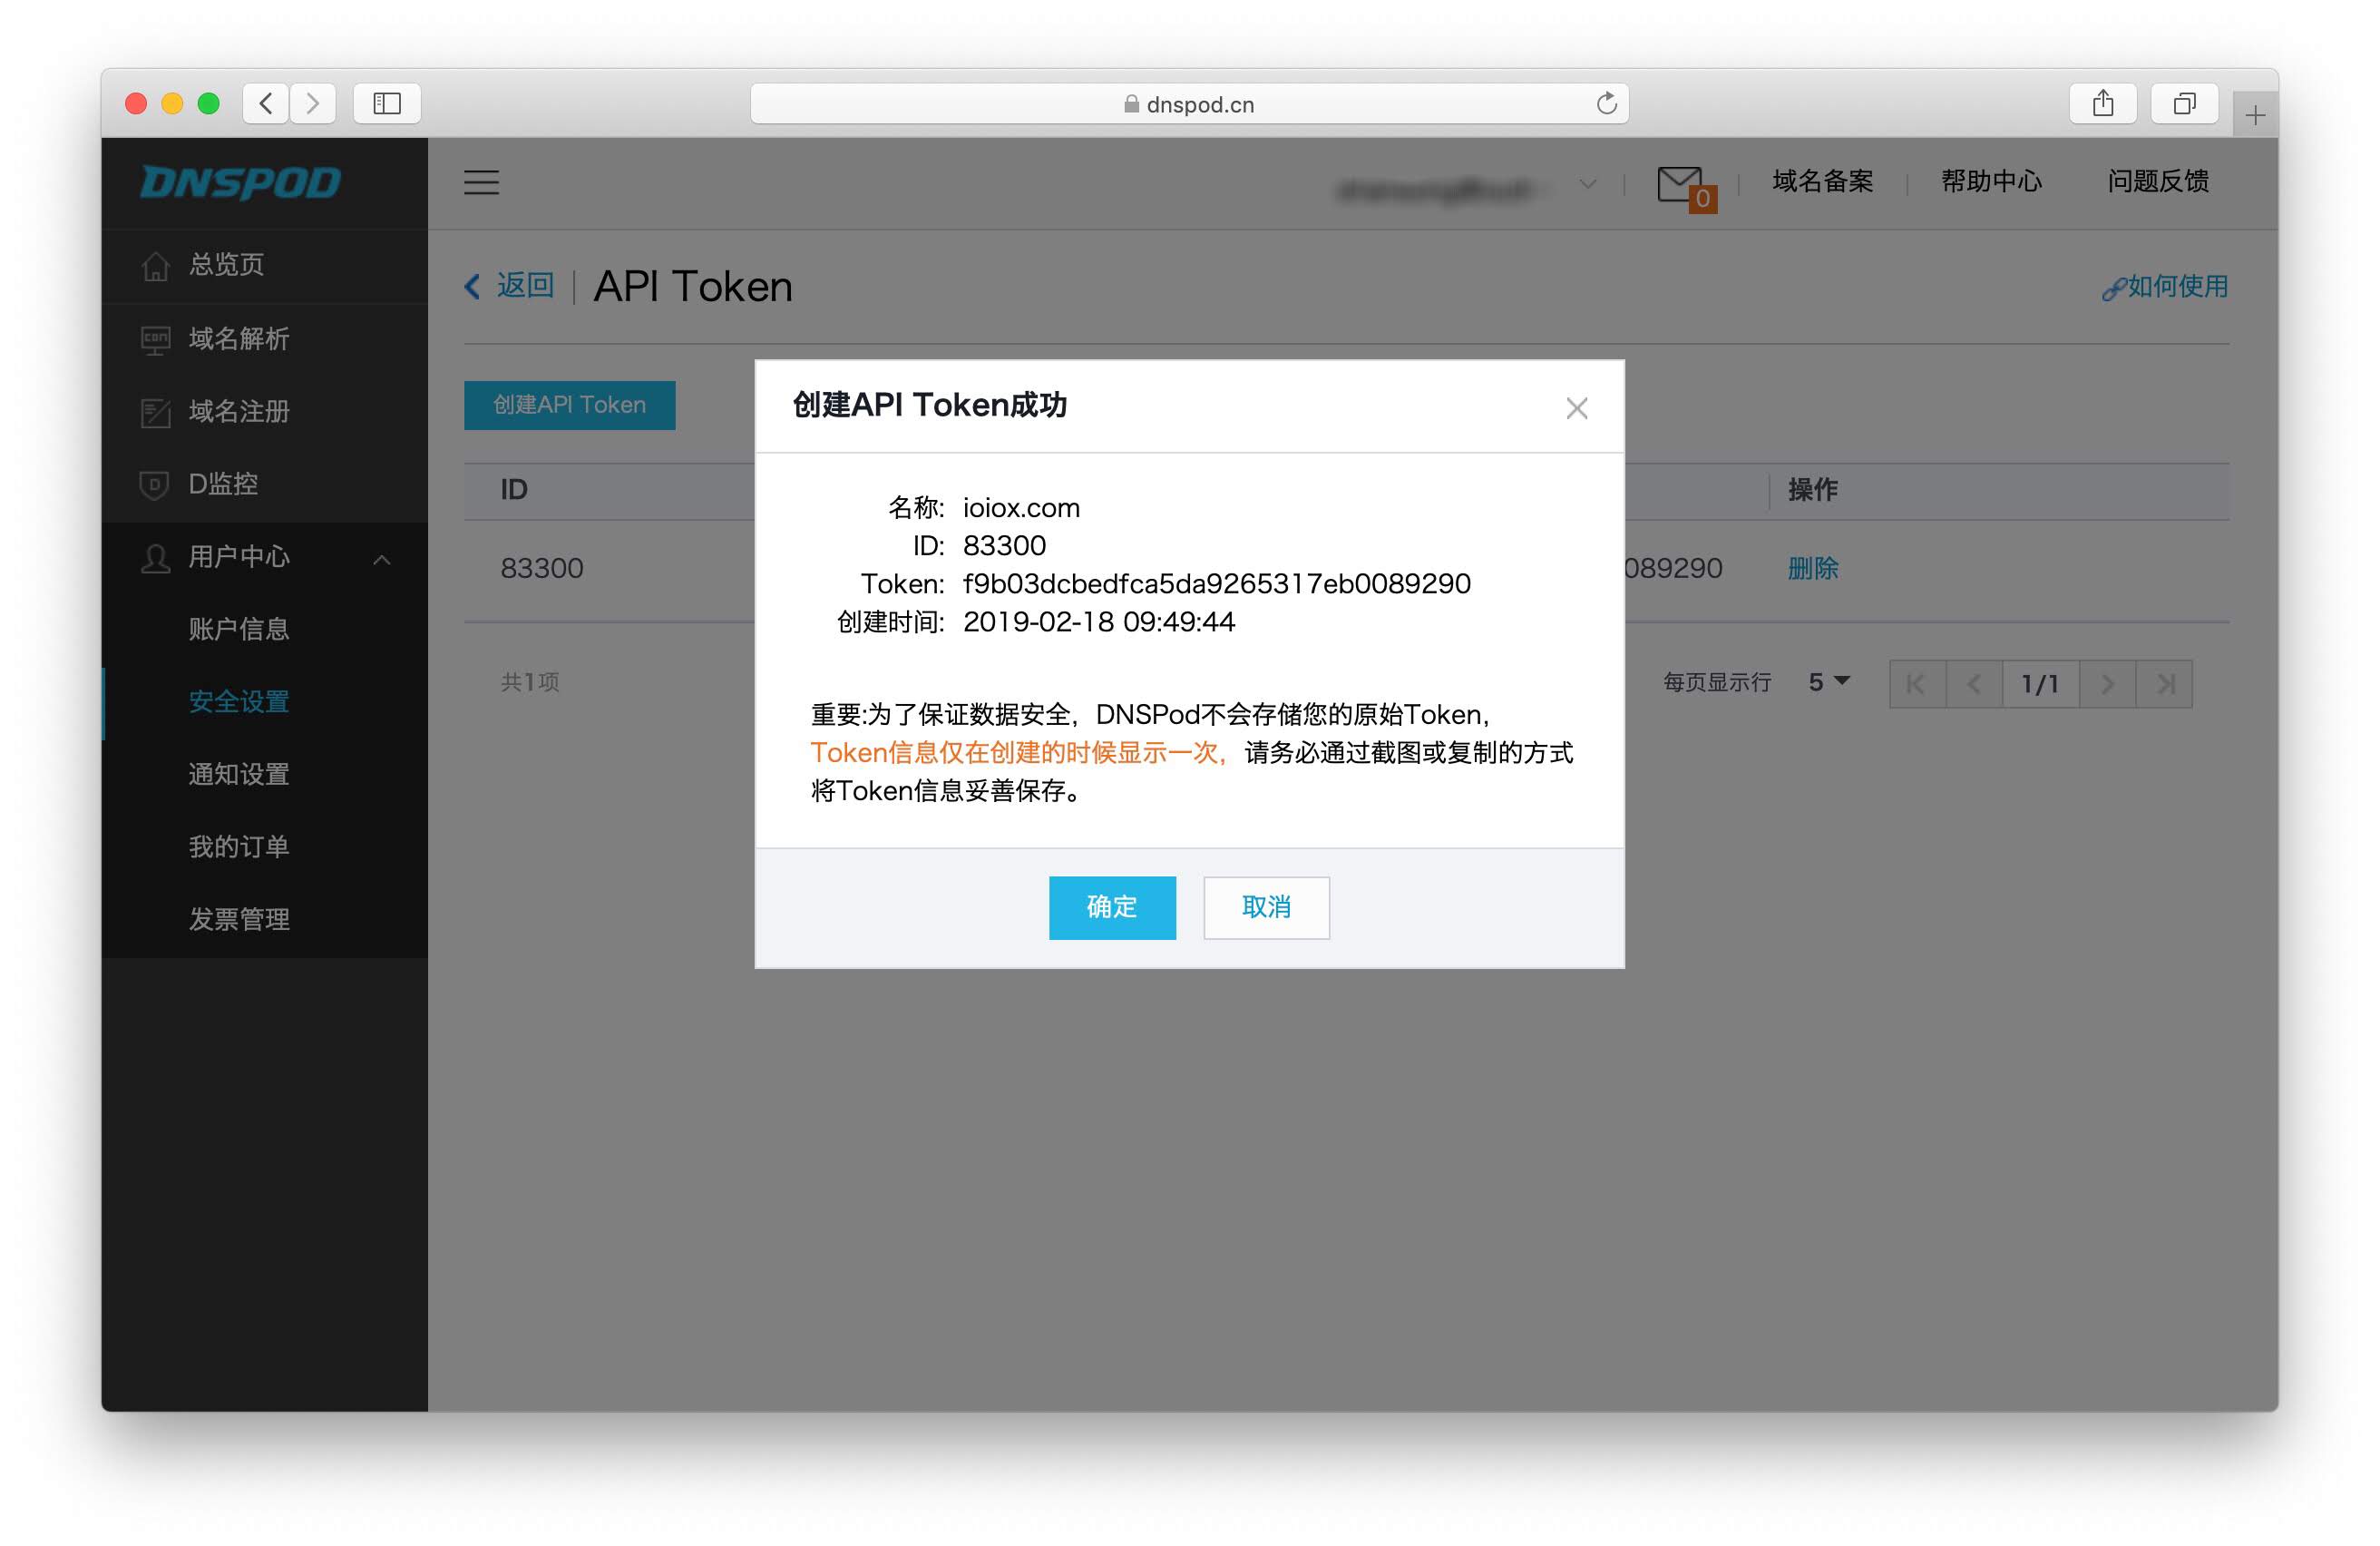 dnspod.cn
DNSPOD
0
域名备案
帮助中心
问题反馈
总览页
域名解析
域名注册
D监控
用户中心
账户信息
安全设置
通知设置
我的订单
发票管理
返回
API Token
如何使用
创建API Token
ID
操作
83300
089290
删除
共1项
每页显示行
5
1/1
创建API Token成功
名称: ioiox.com
ID: 83300
Token: f9b03dcbedfca5da9265317eb0089290
创建时间: 2019-02-18 09:49:44
重要:为了保证数据安全，DNSPod不会存储您的原始Token，
Token信息仅在创建的时候显示一次，请务必通过截图或复制的方式
将Token信息妥善保存。
确定
取消